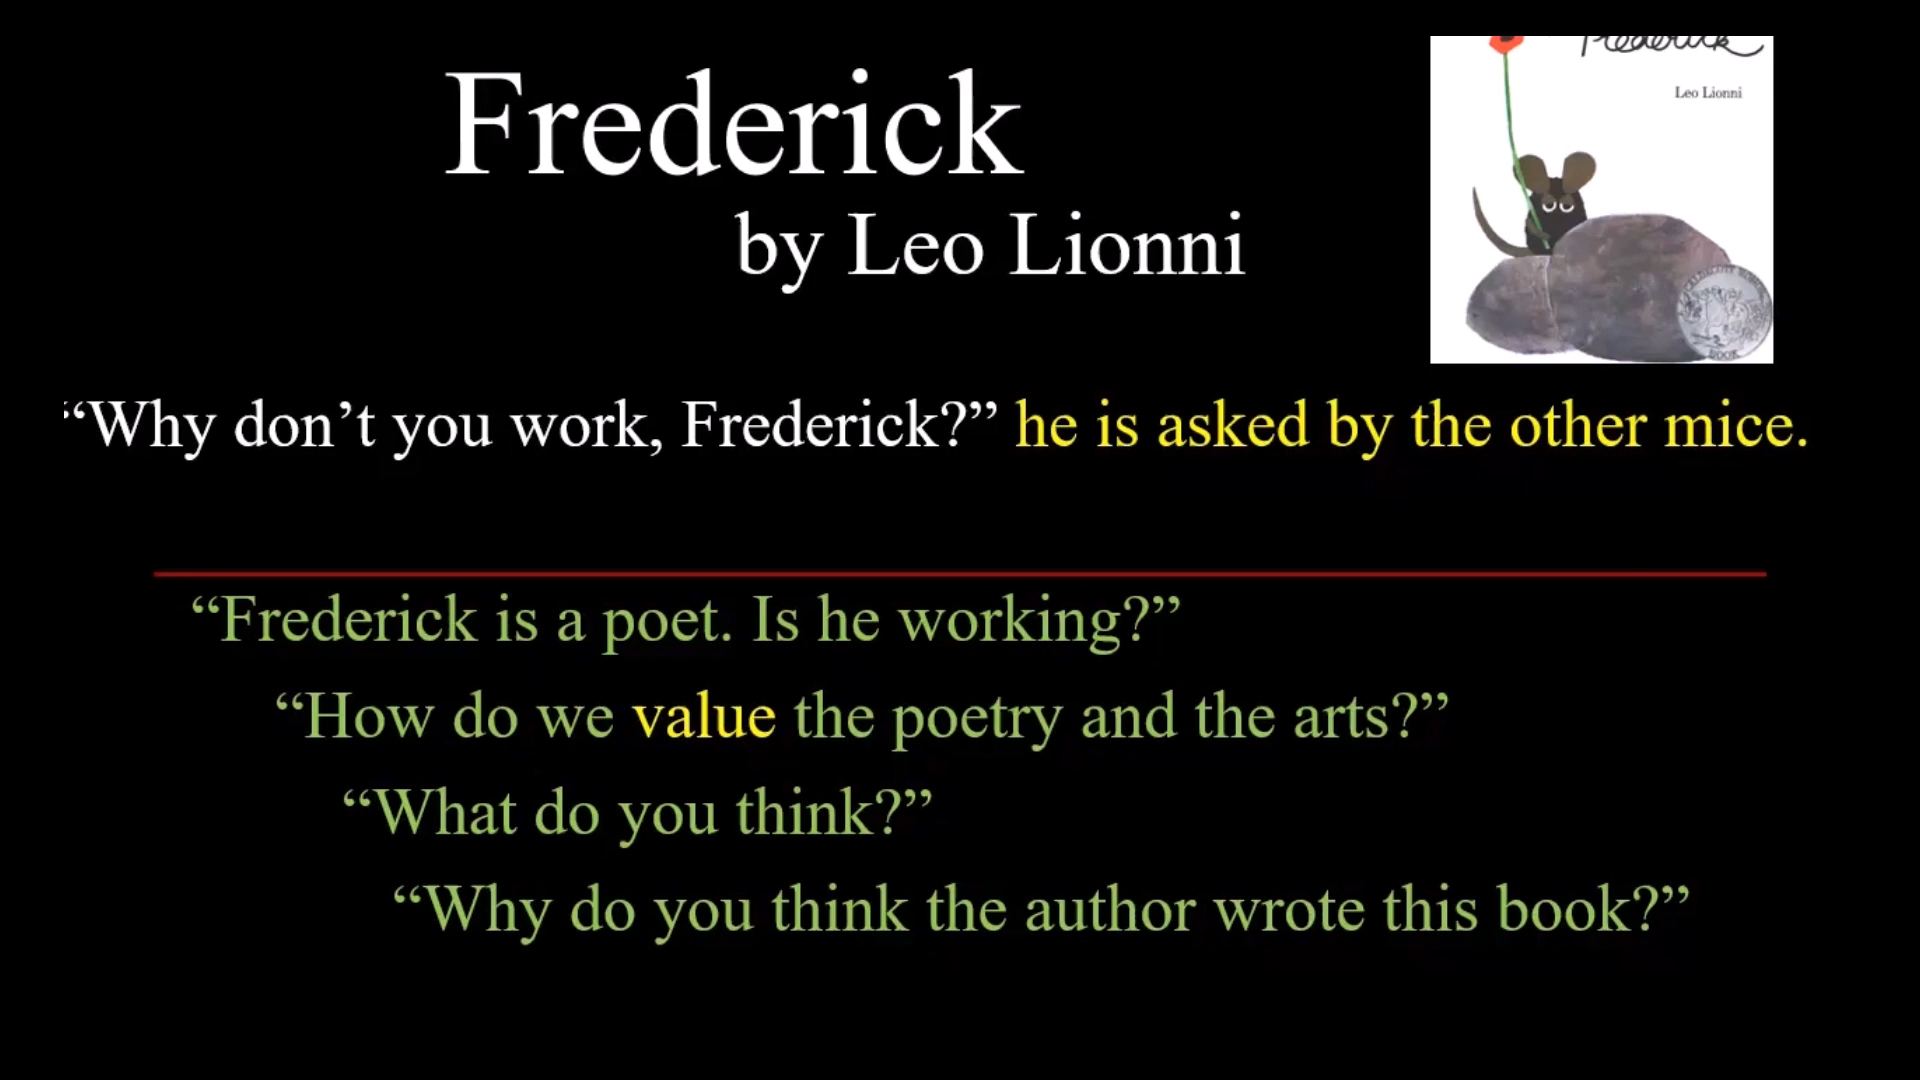 Frederick
by Leo Lionni
Frederick
Leo Lionni
“Why don’t you work, Frederick?” he is asked by the other mice.
“Frederick is a poet. Is he working?”
“How do we value the poetry and the arts?”
“What do you think?”
“Why do you think the author wrote this book?”
BOOK